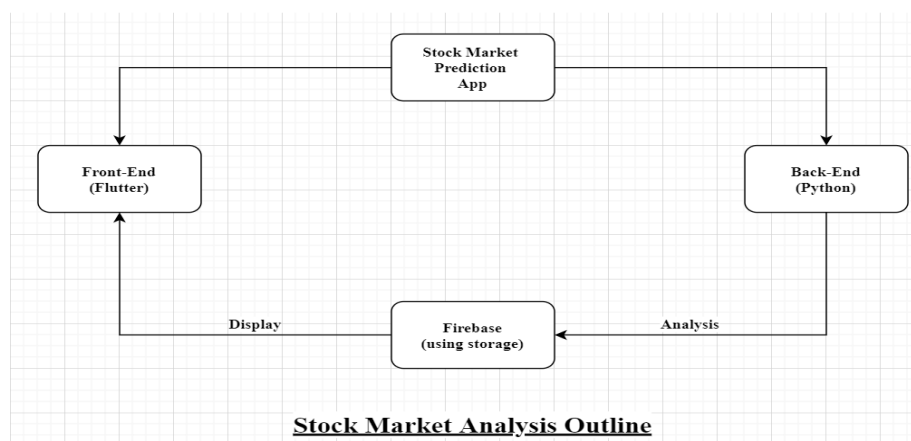 Stock Market
Prediction
App
Front-End
(Flutter)
Back-End
(Python)
Display
Firebase
(using storage)
Analysis
Stock Market Analysis Outline